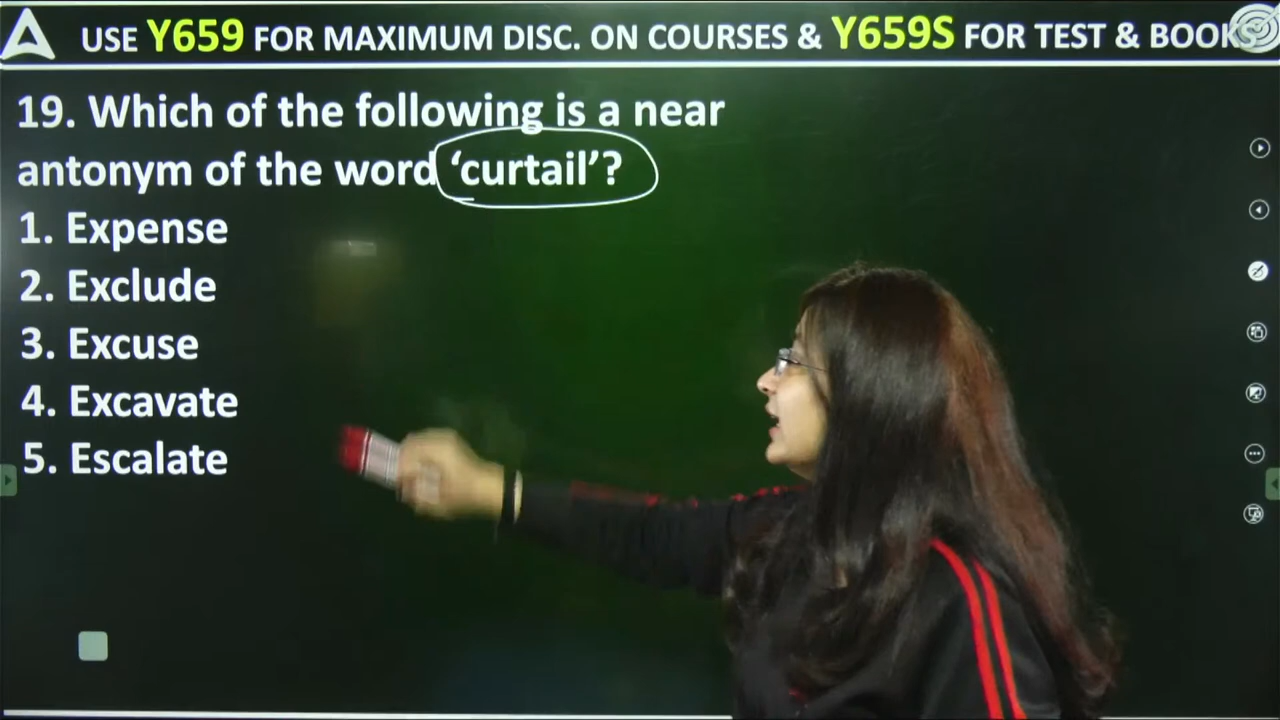 USE Y659 FOR MAXIMUM DISC. ON COURSES & Y659S FOR TEST & BOOKS
19. Which of the following is a near
antonym of the word ‘curtail’?
1. Expense
2. Exclude
3. Excuse
4. Excavate
5. Escalate